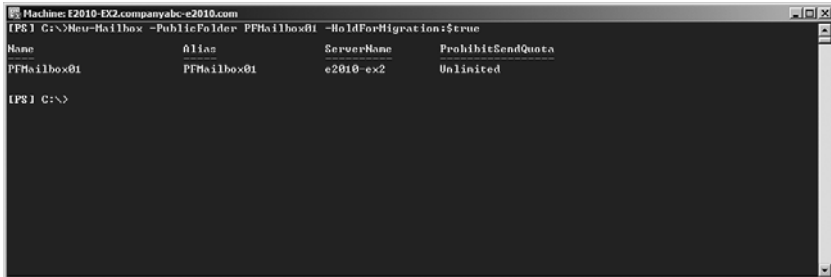 Machine: E2010-EX2.companyabc-e2010.com
[PS] C:\>New-Mailbox -PublicFolder PFMailbox01 -HoldForMigration:$true
Name Alias ServerName ProhibitSendQuota
---- ----- ---------- -----------------
PFMailbox01 PFMailbox01 e2010-ex2 Unlimited
[PS] C:\>